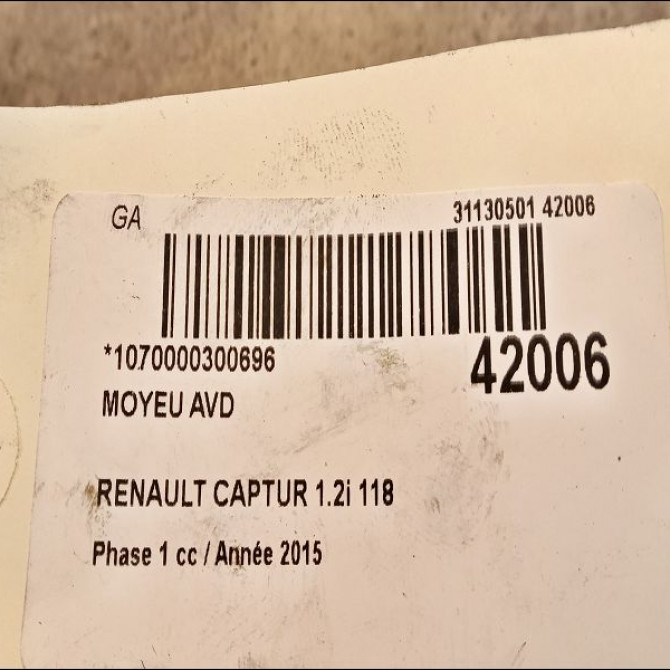 GA 31130501 42006
*1070000300696 42006
MOYEU AVD
RENAULT CAPTUR 1.2i 118
Phase 1 cc / Année 2015